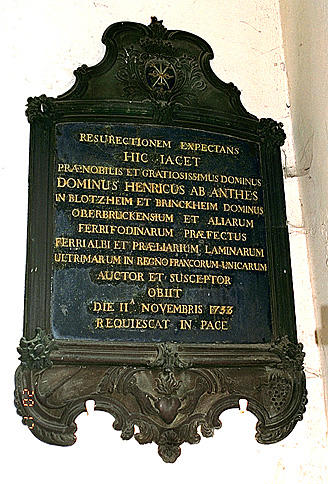 RESURECTIONEM EXPECTANS
HIC IACET
PRÆNOBILIS ET GRATIOSISSIMUS DOMINUS
DOMINUS HENRICUS AB ANTHES
IN BLOTZHEIM ET BRINCKHEIM DOMINUS
OBERBRUCKENSIUM ET ALIARUM
FERRIFODINARUM PRÆFECTUS
FERRI ALBI ET PRÆLIARIUM LAMINARUM
ULTRIMARUM IN REGNO FRANCORUM UNICARUM
AUCTOR ET SUSCEPTOR
OBIIT
DIE IIA NOVEMBRIS 1733
REQUIESCAT IN PACE